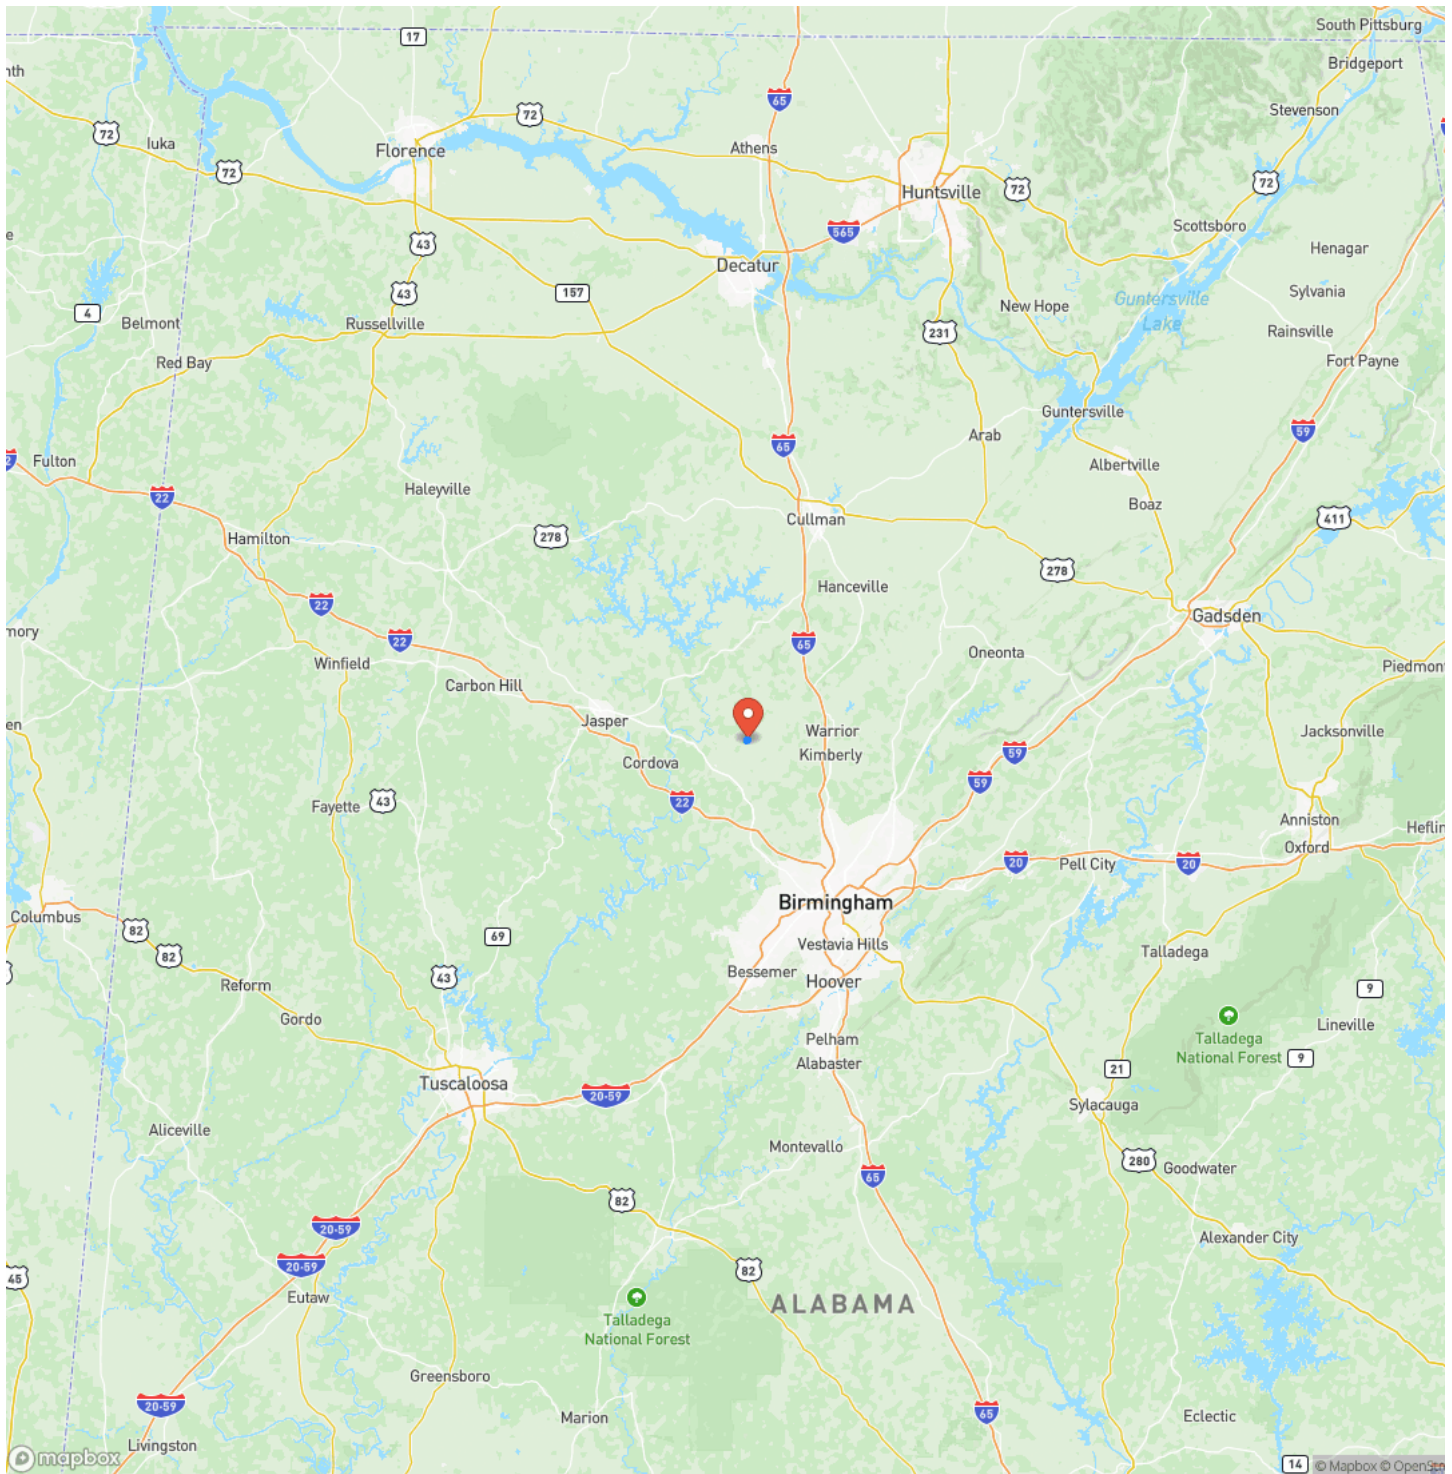 South Pittsburg
17
Bridgeport
nth
65
Stevenson
72
72
Iuka
Athens
Florence
72
72
Huntsville
72
72
Scottsboro
565
43
Henagar
Decatur
43
157
Sylvania
Guntersville
Lake
New Hope
4
Belmont
Russellville
231
Rainsville
Red Bay
Fort Payne
Guntersville
59
Arab
65
Fulton
Albertville
Haleyville
22
Boaz
411
Cullman
Hamilton
278
278
Hanceville
22
Gadsden
mory
22
65
Oneonta
Winfield
Piedmont
Carbon Hill
Jasper
en
Warrior
Jacksonville
Kimberly
59
Cordova
59
22
43
Fayette
Anniston
Heflin
Oxford
20
20
Pell City
Birmingham
Columbus
82
69
Vestavia Hills
82
Talladega
Bessemer
43
Hoover
Reform
9
Gordo
Talladega
National Forest
Lineville
Pelham
9
Alabaster
21
Tuscaloosa
20-59
Sylacauga
Aliceville
Montevallo
280
65
Goodwater
82
20-59
Alexander City
20-59
82
45
Eutaw
ALABAMA
Talladega
National Forest
Greensboro
20-59
65
Marion
Eclectic
Livingston
mapbox
14
© Mapbox © OpenStr